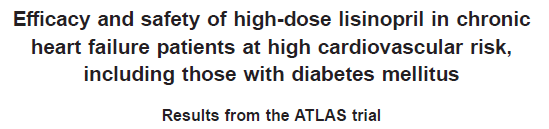 Efficacy and safety of high-dose lisinopril in chronic
heart failure patients at high cardiovascular risk,
including those with diabetes mellitus
Results from the ATLAS trial